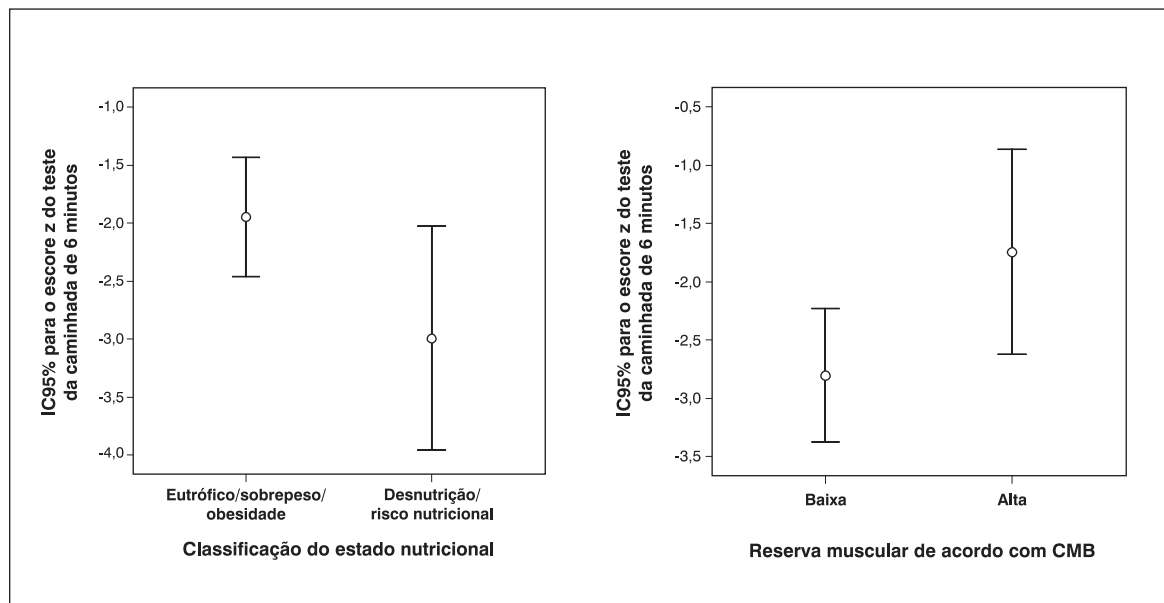 IC95% para o escore z do teste
da caminhada de 6 minutos
-1,0
-1,5
-2,0
-2,5
-3,0
-3,5
-4,0
Eutrófico/sobrepeso/
obesidade
Desnutrição/
risco nutricional
Classificação do estado nutricional
IC95% para o escore z do teste
da caminhada de 6 minutos
-0,5
-1,0
-1,5
-2,0
-2,5
-3,0
-3,5
Baixa
Alta
Reserva muscular de acordo com CMB